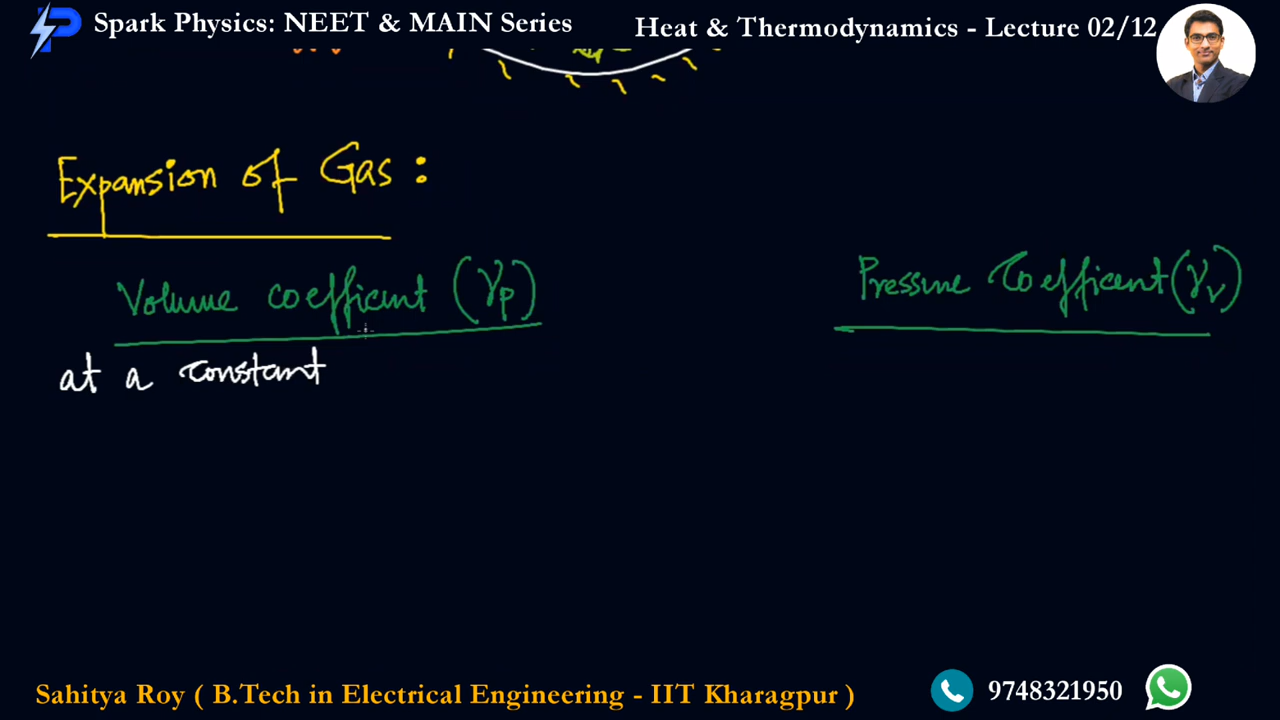 Spark Physics: NEET & MAIN Series
Heat & Thermodynamics - Lecture 02/12
Expansion of Gas :
Volume coefficient (γp)
Pressure Coefficient (γv)
at a constant
Sahitya Roy ( B.Tech in Electrical Engineering - IIT Kharagpur )
9748321950